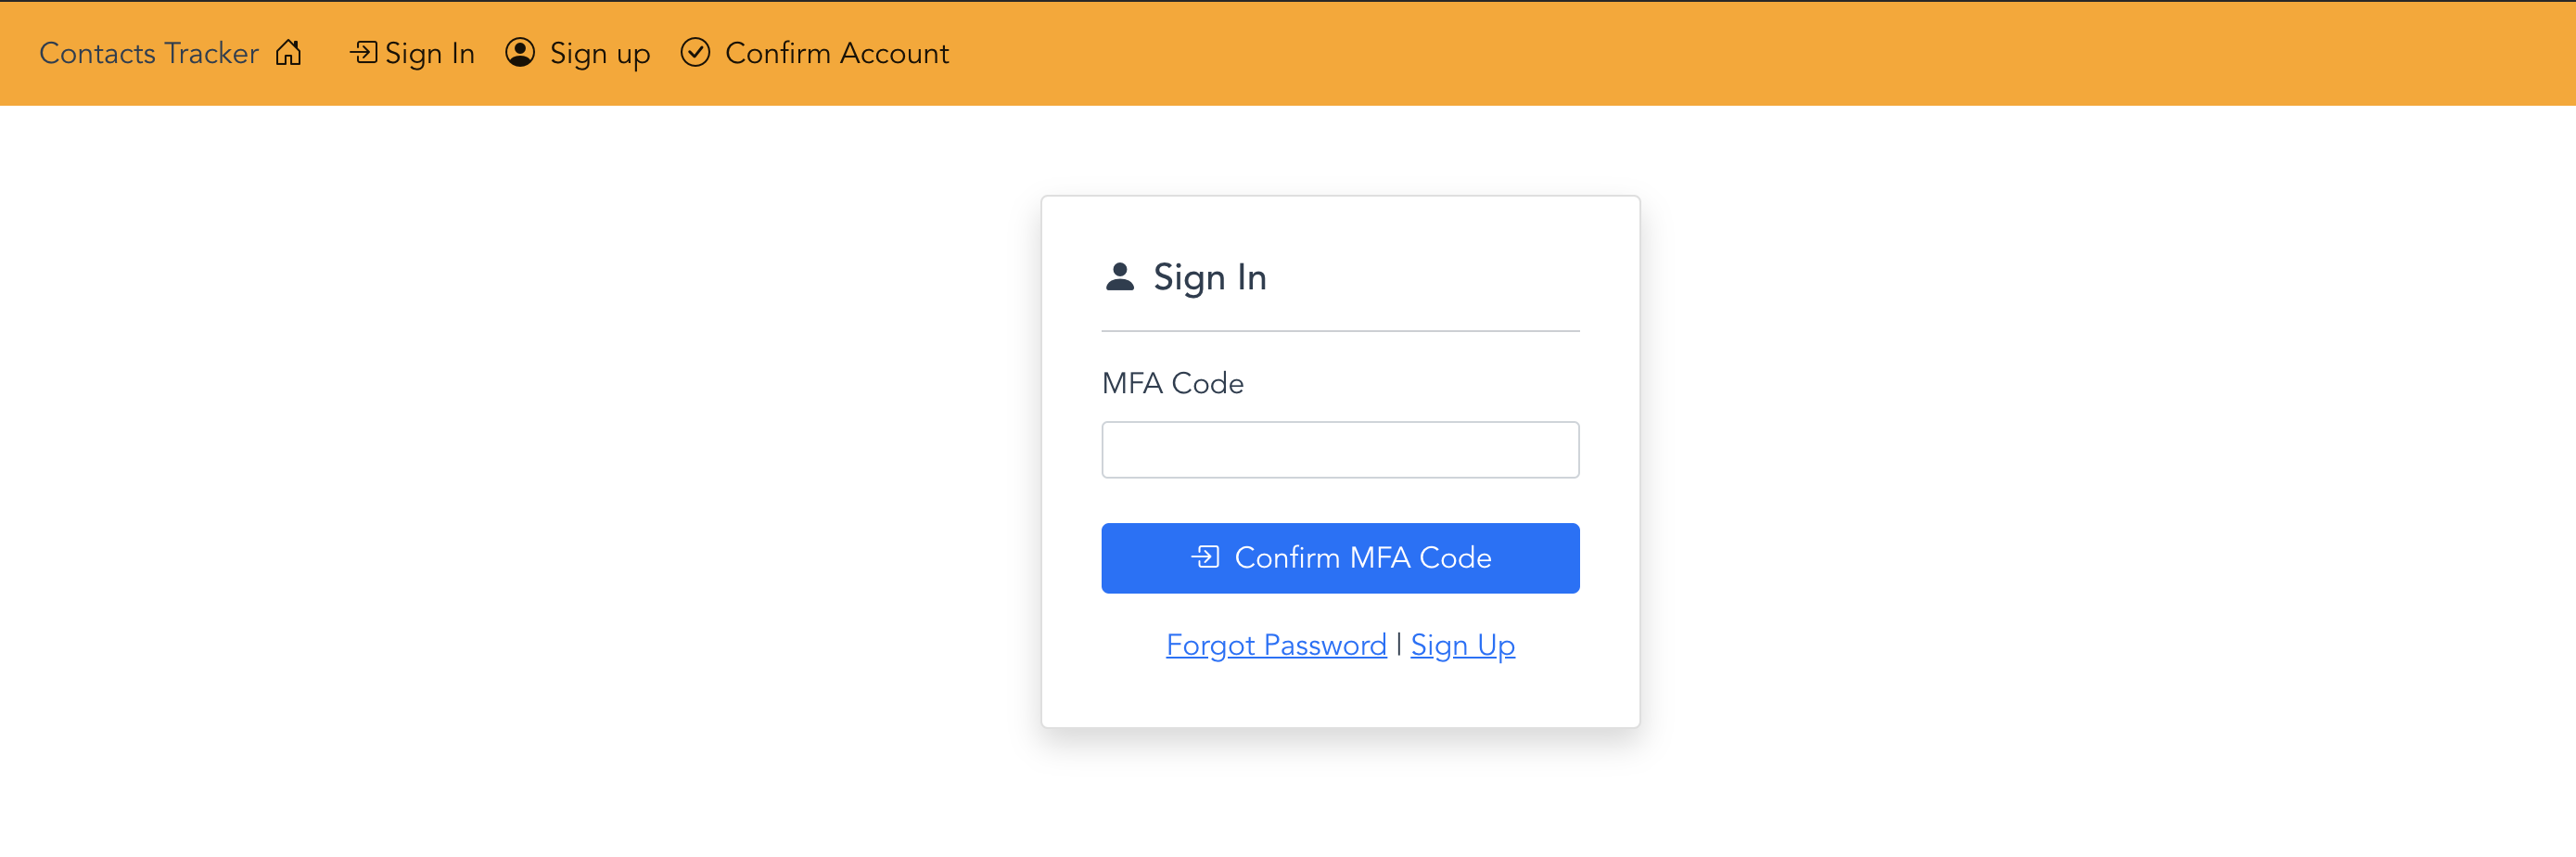 Contacts Tracker Sign In Sign up Confirm Account
Sign In
MFA Code
Confirm MFA Code
Forgot Password | Sign Up